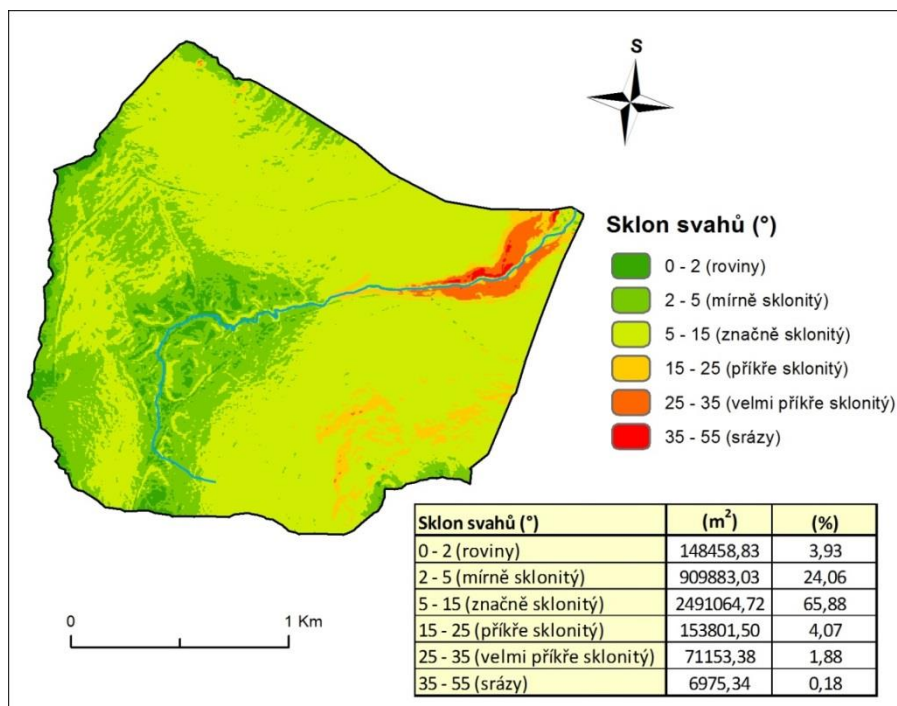 S
Sklon svahů (°)
0 - 2 (roviny)
2 - 5 (mírně sklonitý)
5 - 15 (značně sklonitý)
15 - 25 (příkře sklonitý)
25 - 35 (velmi příkře sklonitý)
35 - 55 (srázy)
0 1 Km
Sklon svahů (°) (m²) (%)
0 - 2 (roviny) 148458,83 3,93
2 - 5 (mírně sklonitý) 909883,03 24,06
5 - 15 (značně sklonitý) 2491064,72 65,88
15 - 25 (příkře sklonitý) 153801,50 4,07
25 - 35 (velmi příkře sklonitý) 71153,38 1,88
35 - 55 (srázy) 6975,34 0,18